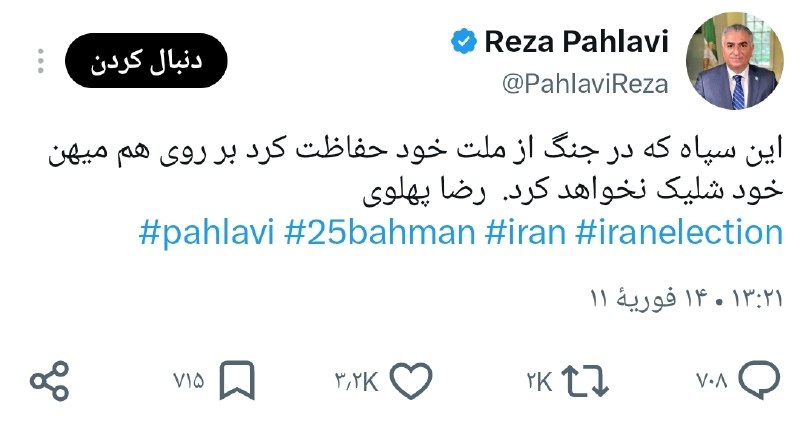 Reza Pahlavi
@PahlaviReza
دنبال کردن
این سپاه که در جنگ از ملت خود حفاظت کرد بر روی هم میهن
خود شلیک نخواهد کرد. رضا پهلوی
#pahlavi #25bahman #iran #iranelection
۱۳:۲۱ • ۱۴ فوریهٔ ۱۱
۷۰۸ ۲K ۳٫۲K ۷۱۵